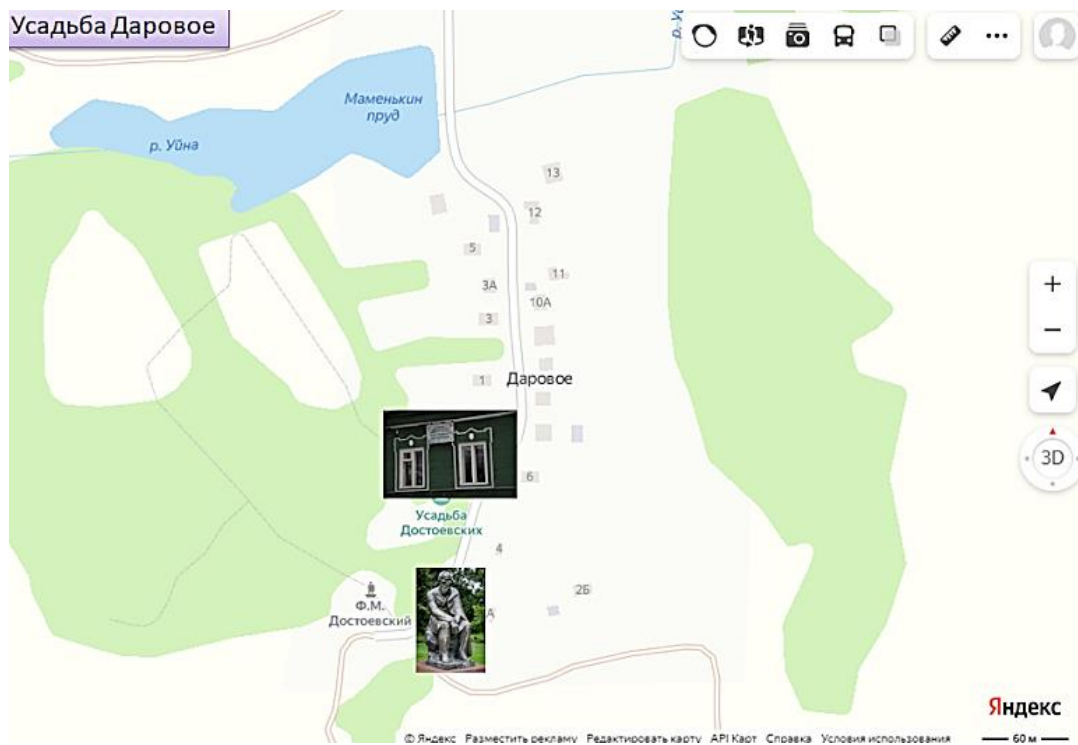 Усадьба Даровое
р. Уй
Маменькин
пруд
р. Уйна
13
12
5
11
3А
10А
3
1
Даровое
3D
6
Усадьба
Достоевских
4
2Б
Ф.М.
Достоевский
А
Яндекс
© Яндекс Разместить рекламу Редактировать карту API Карт Справка Условия использования
60 м